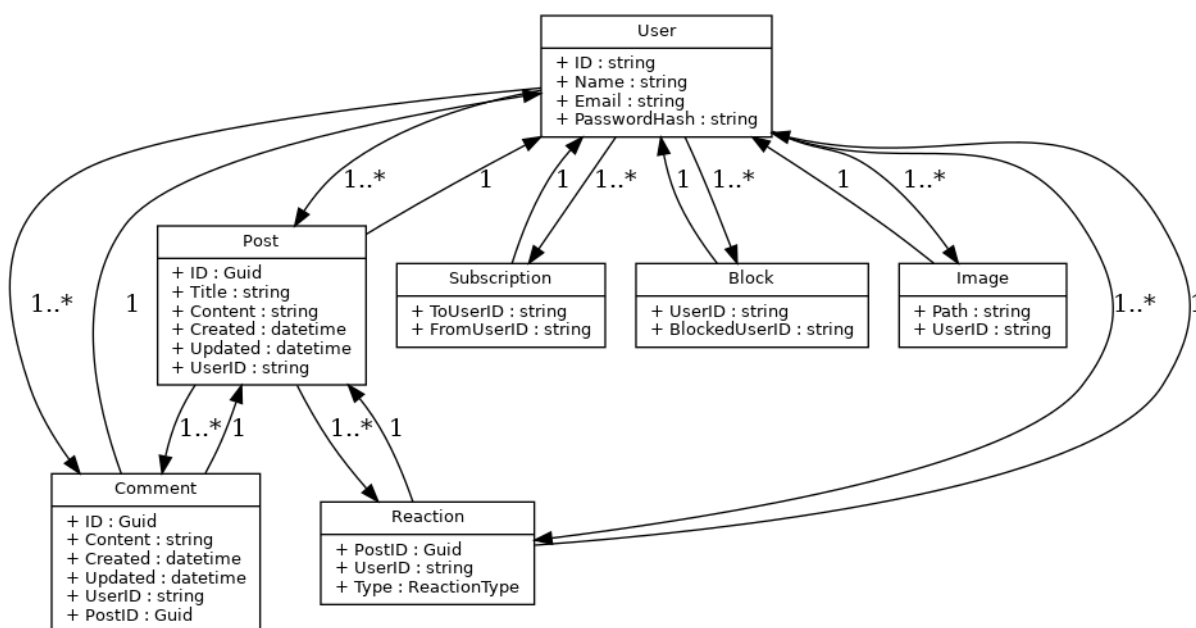 User
+ ID : string
+ Name : string
+ Email : string
+ PasswordHash : string
1..*
1
1
1..*
1
1..*
1
1..*
Post
+ ID : Guid
+ Title : string
+ Content : string
+ Created : datetime
+ Updated : datetime
+ UserID : string
Subscription
+ ToUserID : string
+ FromUserID : string
Block
+ UserID : string
+ BlockedUserID : string
Image
+ Path : string
+ UserID : string
1..*
1
1..*
1
1..*
1
1..*
1
Comment
+ ID : Guid
+ Content : string
+ Created : datetime
+ Updated : datetime
+ UserID : string
+ PostID : Guid
Reaction
+ PostID : Guid
+ UserID : string
+ Type : ReactionType